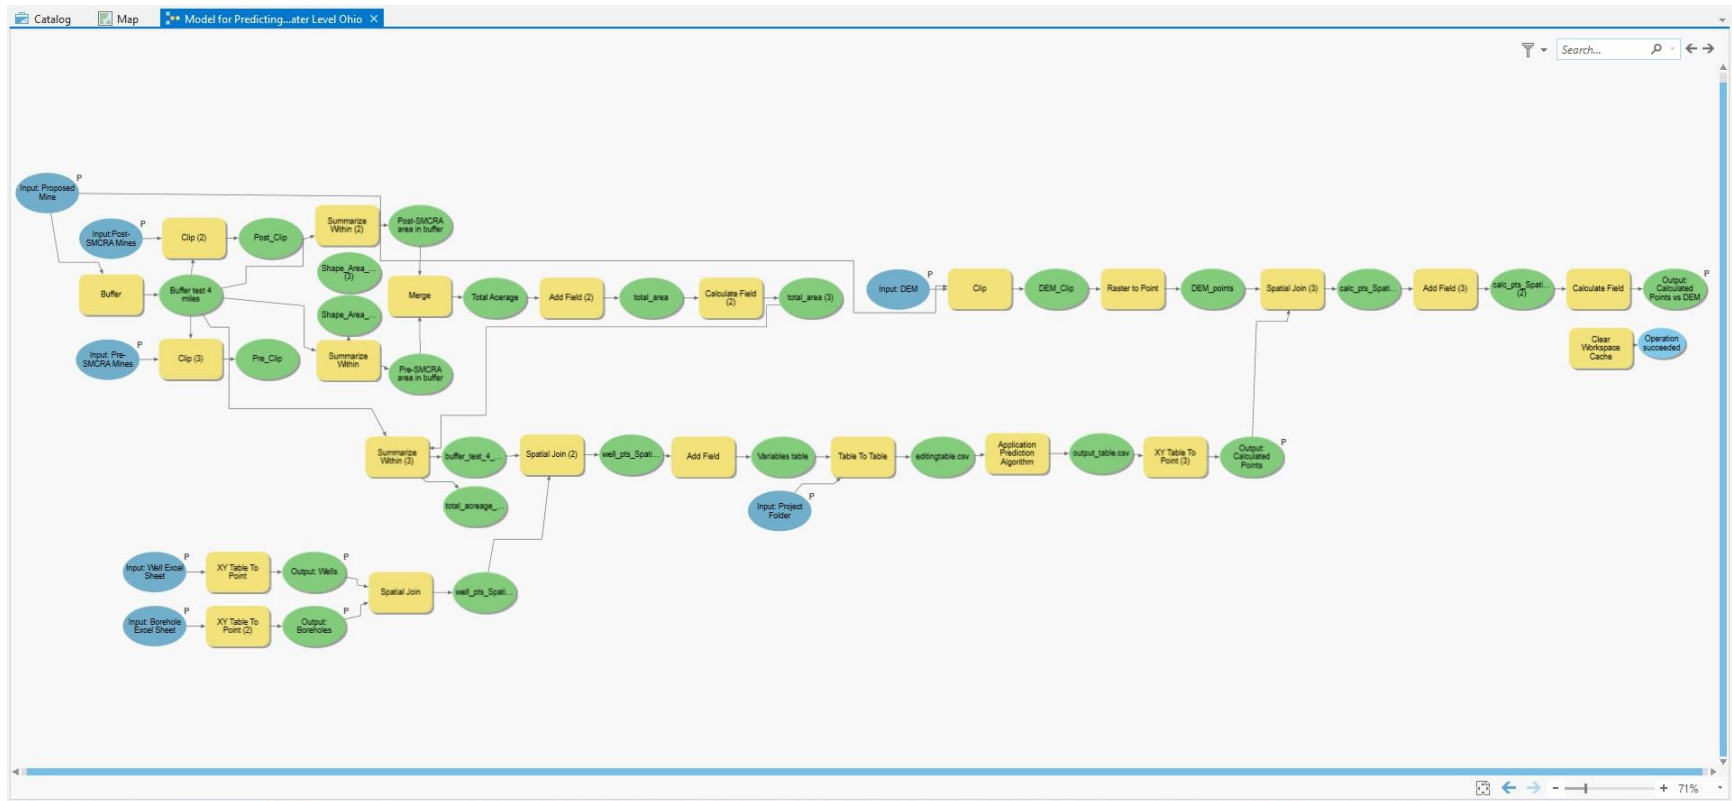 Catalog
Map
Model for Predicting...ater Level Ohio
Search...
Input: Proposed
Mine
P
Input:Post-
SMCRA Mines
P
Clip (2)
Post_Clip
Summarize
Within (2)
Post-SMCRA
area in buffer
Shape_Area_...
(3)
Buffer
Buffer test 4
miles
Shape_Area_...
Merge
Total Acerage
Add Field (2)
total_area
Calculate Field
(2)
total_area (3)
Input: DEM
P
Clip
DEM_Clip
Raster to Point
DEM_points
Spatial Join (3)
calc_pts_Spati...
Add Field (3)
calc_pts_Spati...
(2)
Calculate Field
Output:
Calculated
Points vs DEM
P
Input: Pre-
SMCRA Mines
P
Clip (3)
Pre_Clip
Summarize
Within
Pre-SMCRA
area in buffer
Clear
Workspace
Cache
Operation
succeeded
Summarize
Within (3)
buffer_test_4_...
Spatial Join (2)
well_pts_Spati...
Add Field
Variables table
Table To Table
editingtable.csv
Application
Prediction
Algorithm
output_table.csv
XY Table To
Point (3)
Output:
Calculated
Points
P
total_acreage_...
Input: Project
Folder
P
Input: Well Excel
Sheet
P
XY Table To
Point
Output: Wells
P
Spatial Join
well_pts_Spati...
Input: Borehole
Excel Sheet
P
XY Table To
Point (2)
Output:
Boreholes
P
71%